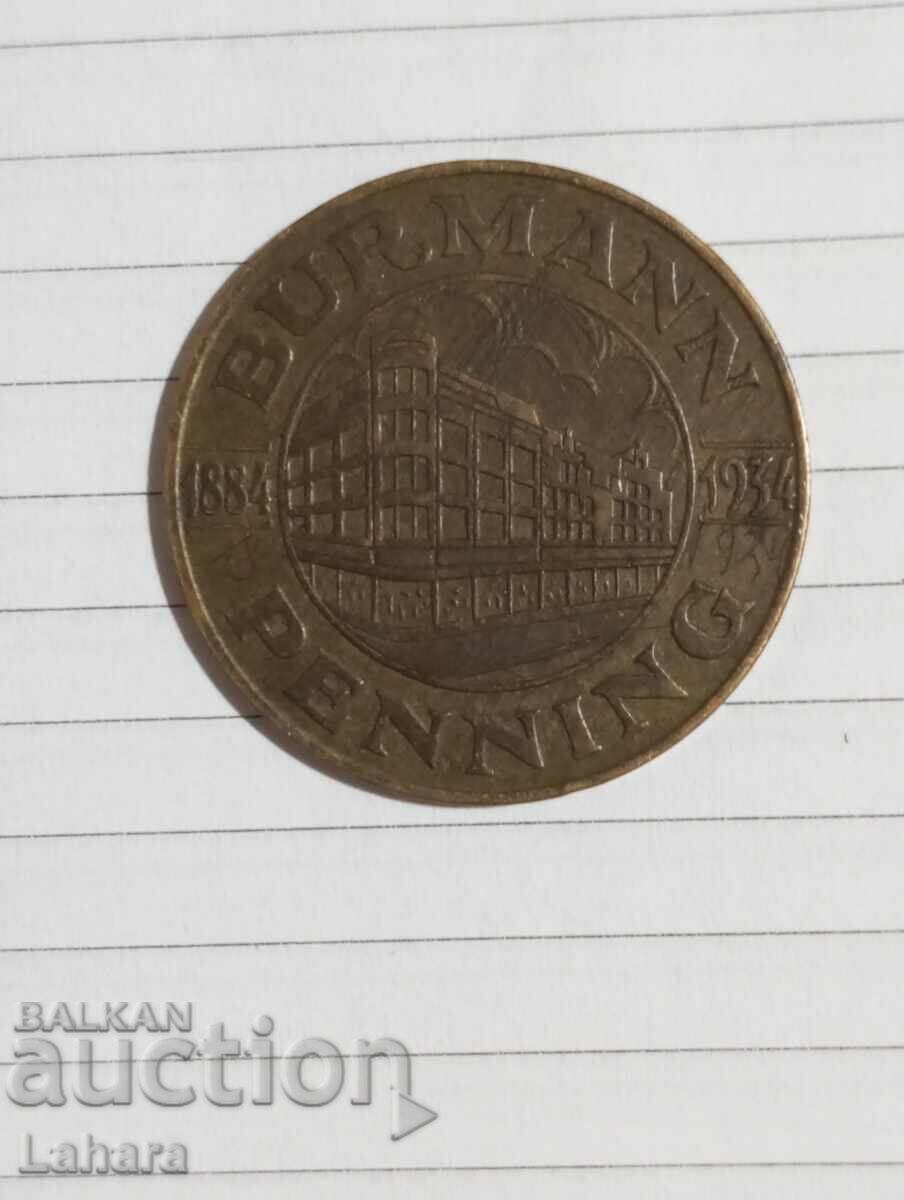 BURMANN
1884 1934
PENNING
BALKAN
auction
Lahara